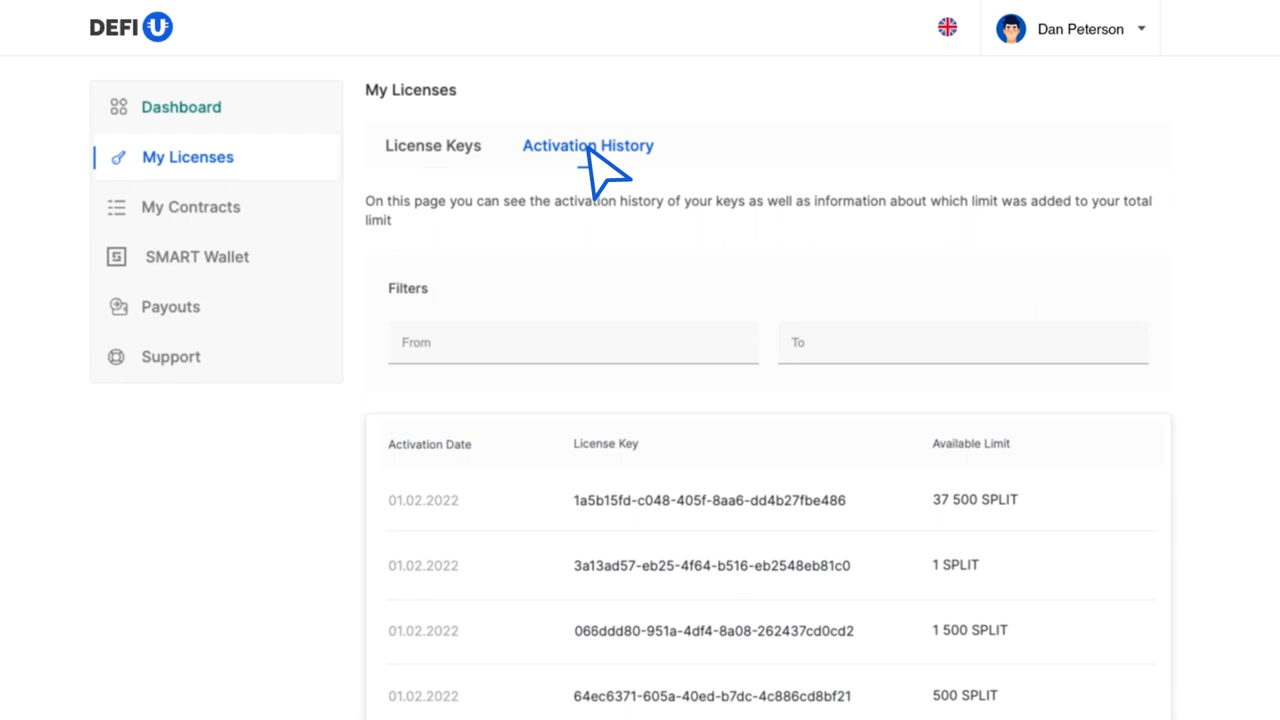 DEFI U
Dan Peterson
Dashboard
My Licenses
My Contracts
SMART Wallet
Payouts
Support
My Licenses
License Keys
Activation History
On this page you can see the activation history of your keys as well as information about which limit was added to your total
limit
Filters
From
To
Activation Date
License Key
Available Limit
01.02.2022
1a5b15fd-c048-405f-8aa6-dd4b27fbe486
37 500 SPLIT
01.02.2022
3a13ad57-eb25-4f64-b516-eb2548eb81c0
1 SPLIT
01.02.2022
066ddd80-951a-4df4-8a08-262437cd0cd2
1 500 SPLIT
01.02.2022
64ec6371-605a-40ed-b7dc-4c886cd8bf21
500 SPLIT